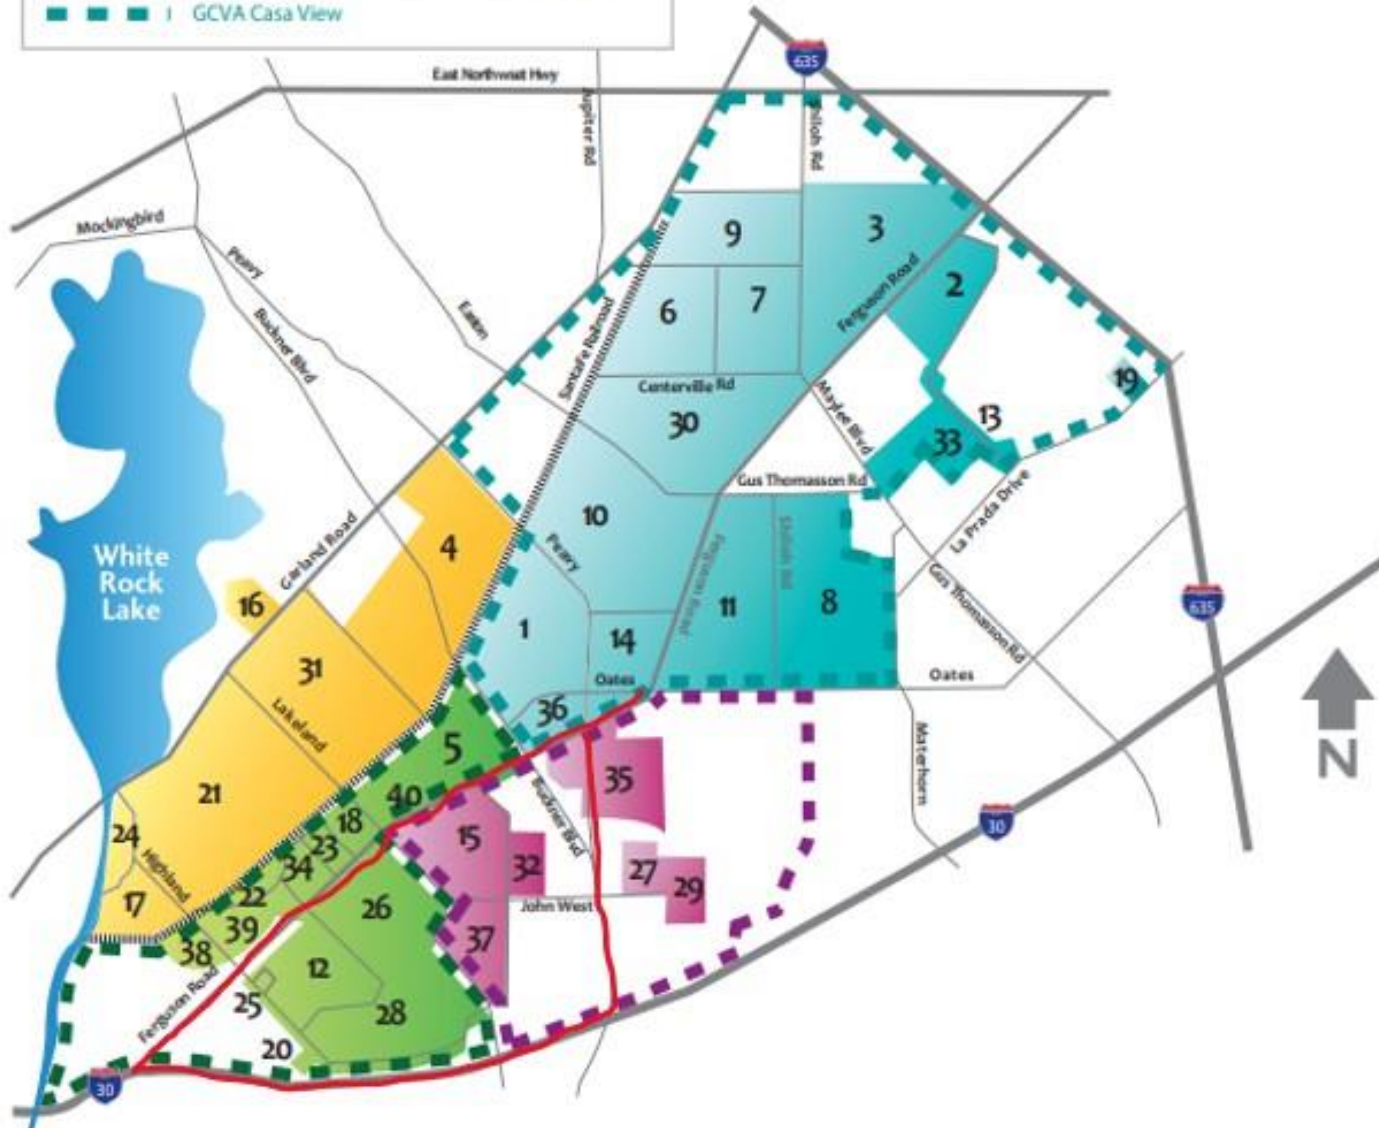 GCVA Casa View
635
East Northwest Hwy
Jupiter Rd
Shiloh Rd
Mockingbird
9
3
Peavy
2
Ferguson Road
6
7
Easton
Buckner Blvd
SantaFe Railroad
19
Centerville Rd
Maylee Blvd
13
30
33
Gus Thomasson Rd
La Prada Drive
10
4
Garland Road
Peavy
Ferguson Road
Shiloh Rd
White
Rock
Lake
Gus Thomasson Rd
16
11
8
635
1
14
31
Oates
Oates
Lakeland
36
N
5
Materhorn
35
21
40
Buckner Blvd
30
24
18
15
23
34
32
27
29
Highland
22
17
26
John West
39
38
37
12
Ferguson Road
25
28
20
30